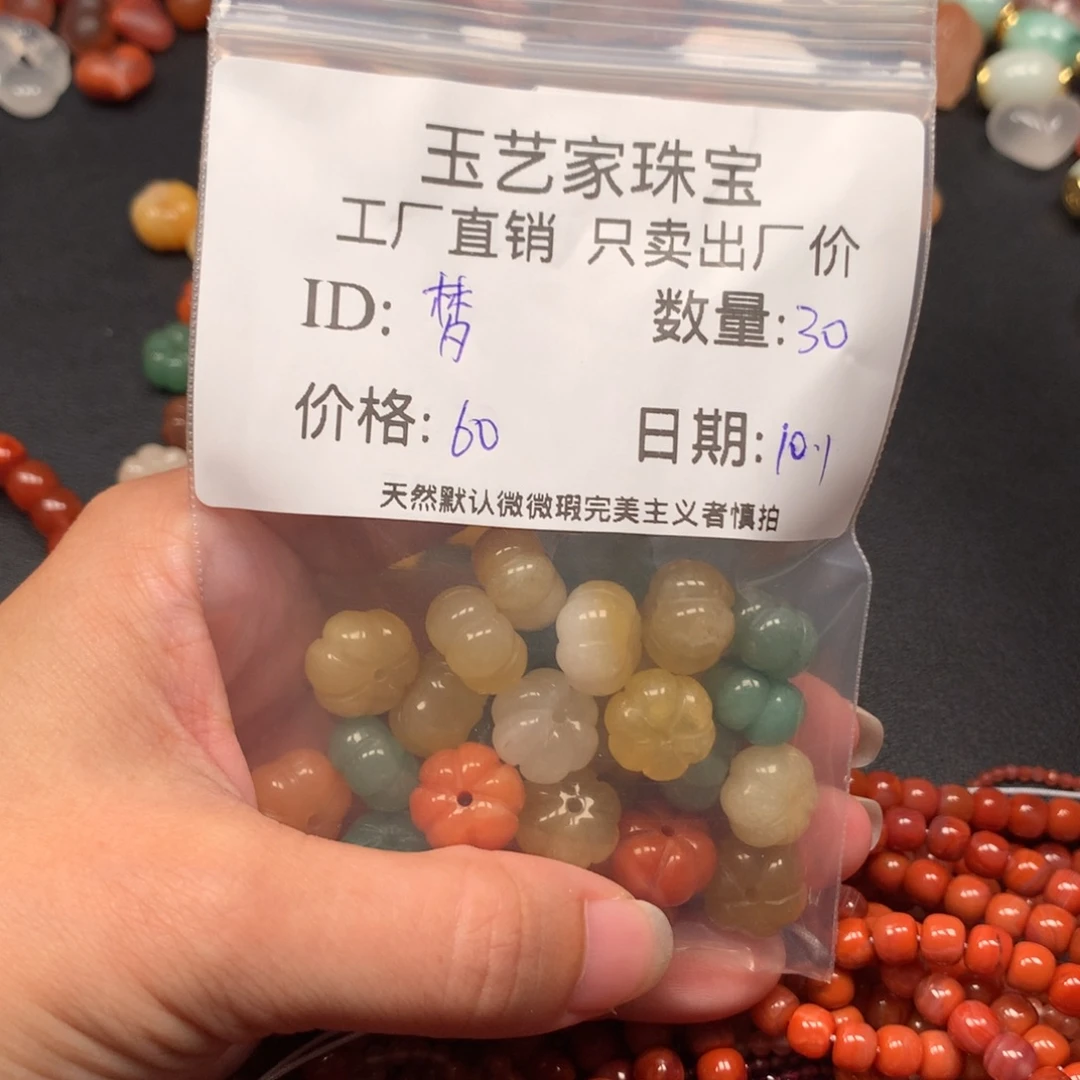 玉艺家珠宝
工厂直销 只卖出厂价
ID: 梦 数量: 30
价格: 60 日期: 10.1
天然默认微微瑕完美主义者慎拍